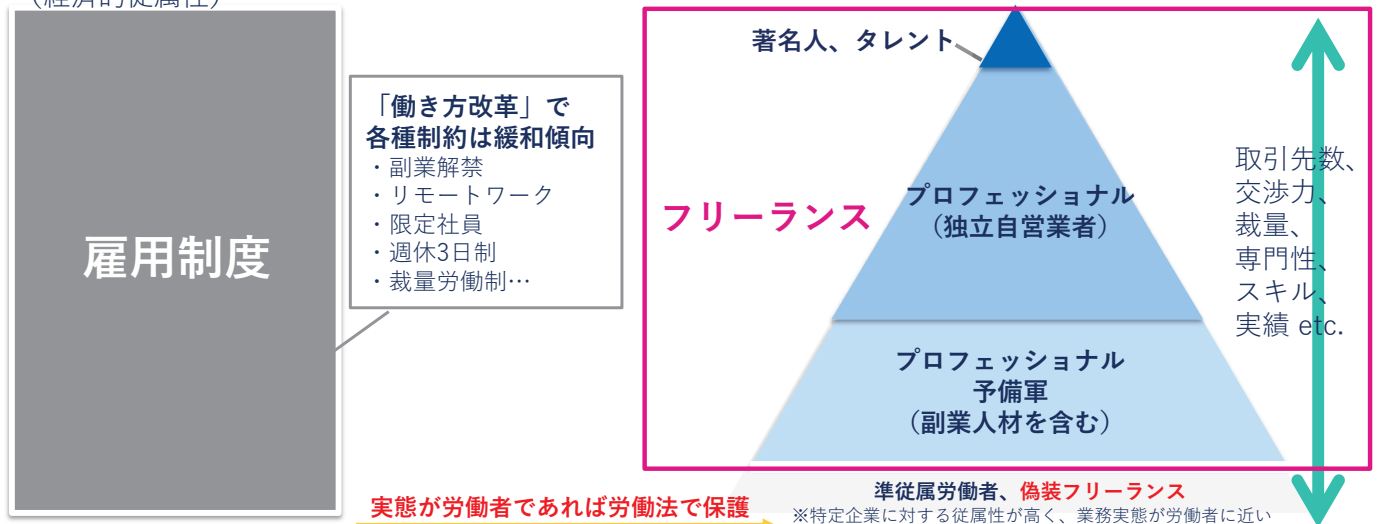 （経済的従属性）
雇用制度
「働き方改革」で
各種制約は緩和傾向
・副業解禁
・リモートワーク
・限定社員
・週休3日制
・裁量労働制…
フリーランス
著名人、タレント
プロフェッショナル
（独立自営業者）
プロフェッショナル
予備軍
（副業人材を含む）
取引先数、
交渉力、
裁量、
専門性、
スキル、
実績 etc.
実態が労働者であれば労働法で保護
準従属労働者、偽装フリーランス
※特定企業に対する従属性が高く、業務実態が労働者に近い